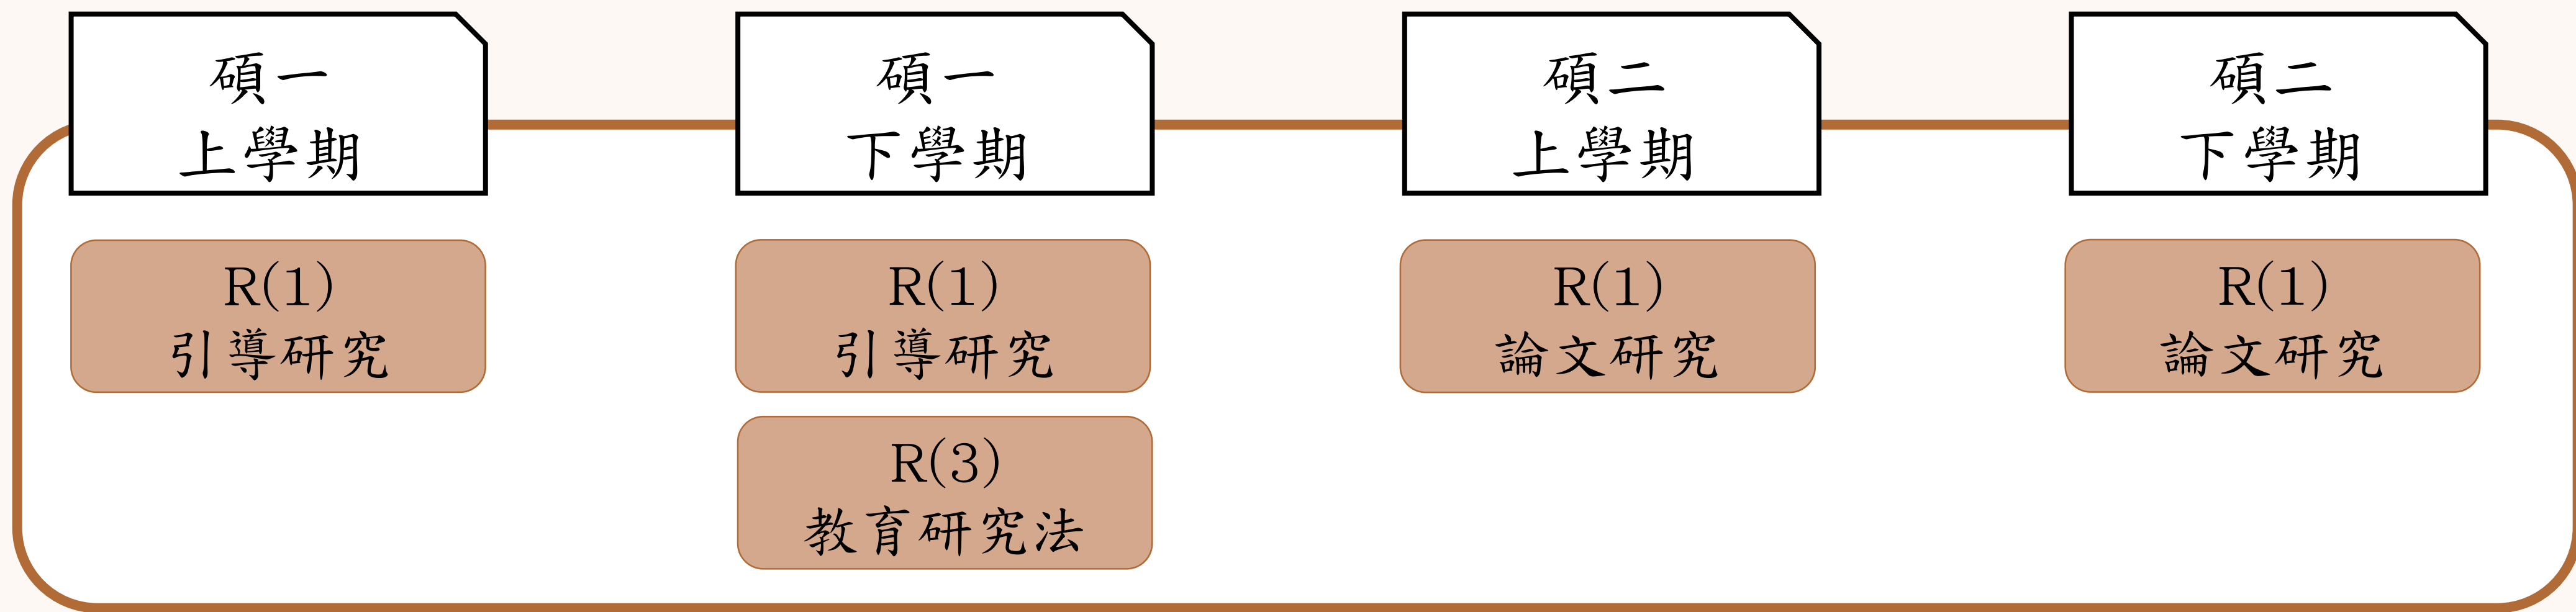 碩一
上學期
碩一
下學期
碩二
上學期
碩二
下學期
R(1)
引導研究
R(1)
引導研究
R(1)
論文研究
R(1)
論文研究
R(3)
教育研究法